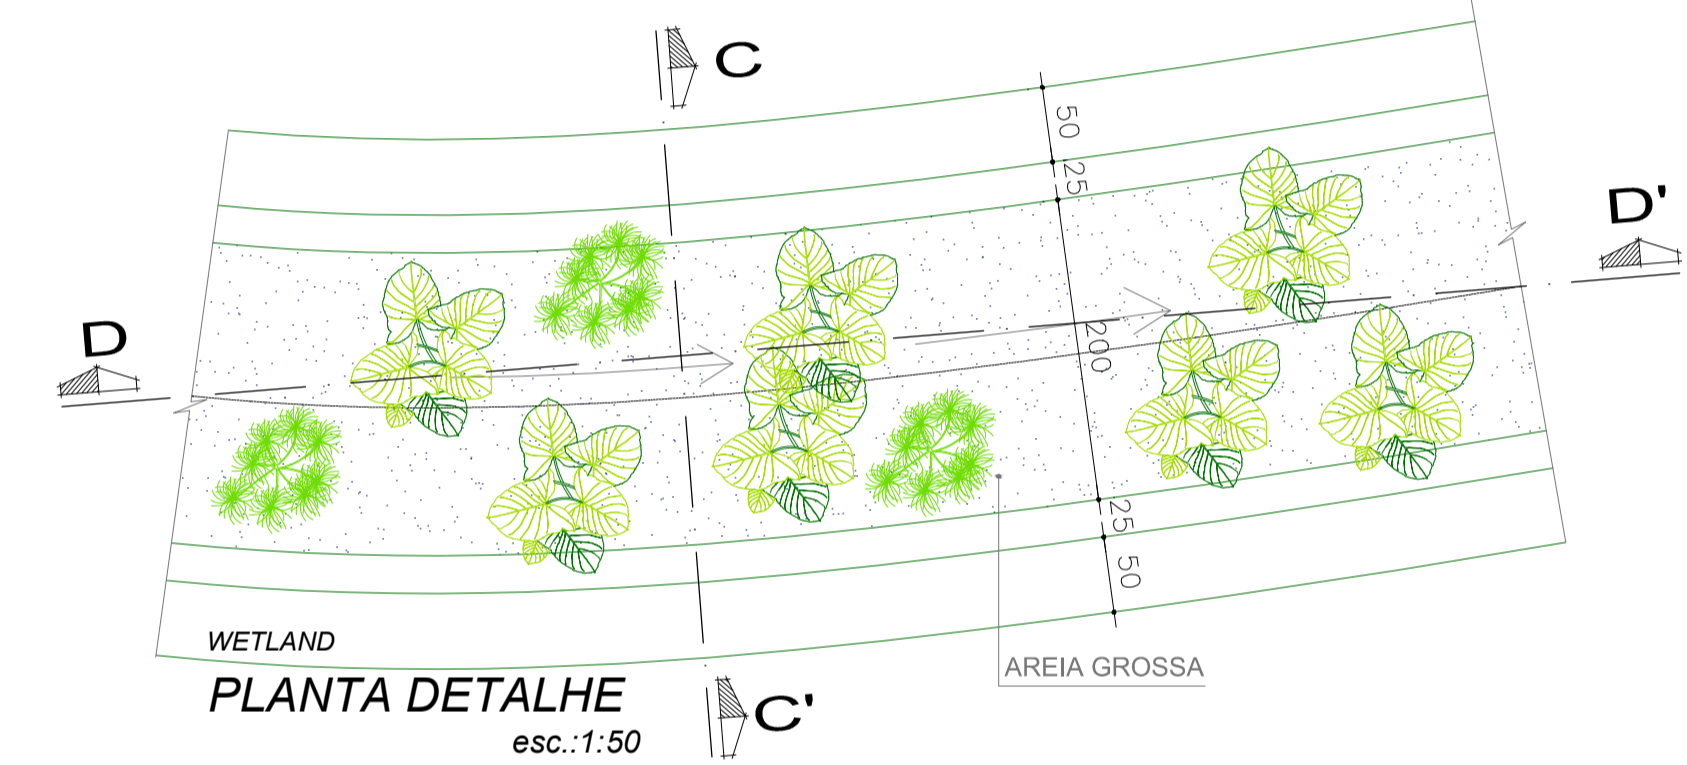 C
50
25
D'
D
200
25
50
WETLAND
AREIA GROSSA
PLANTA DETALHE
C'
esc.:1:50